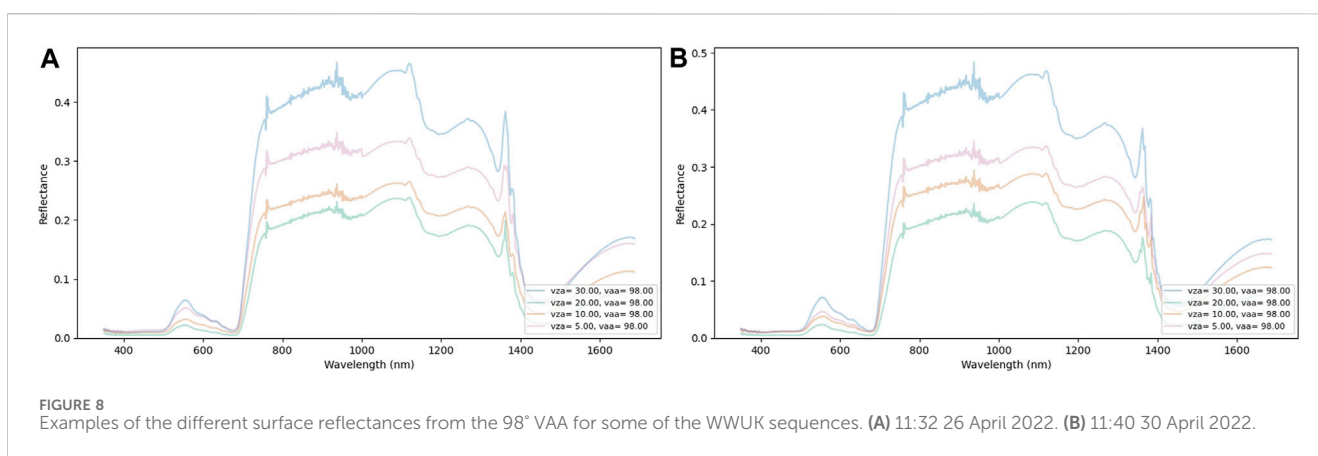 A
Reflectance
0.4
0.3
0.2
0.1
0.0
400 600 800 1000 1200 1400 1600
Wavelength (nm)
vza= 30.00, vaa= 98.00
vza= 20.00, vaa= 98.00
vza= 10.00, vaa= 98.00
vza= 5.00, vaa= 98.00
B
Reflectance
0.5
0.4
0.3
0.2
0.1
0.0
400 600 800 1000 1200 1400 1600
Wavelength (nm)
vza= 30.00, vaa= 98.00
vza= 20.00, vaa= 98.00
vza= 10.00, vaa= 98.00
vza= 5.00, vaa= 98.00
FIGURE 8
Examples of the different surface reflectances from the 98° VAA for some of the WWUK sequences. (A) 11:32 26 April 2022. (B) 11:40 30 April 2022.